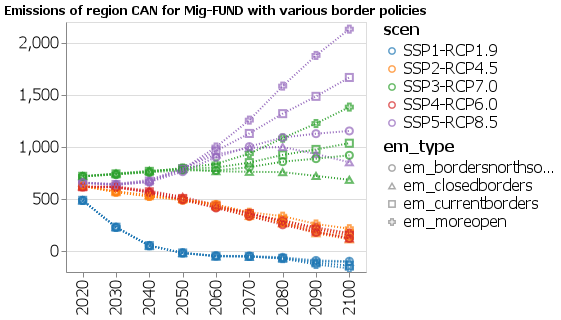 Emissions of region CAN for Mig-FUND with various border policies
2,000
1,500
1,000
500
0
2020 2030 2040 2050 2060 2070 2080 2090 2100
scen
SSP1-RCP1.9
SSP2-RCP4.5
SSP3-RCP7.0
SSP4-RCP6.0
SSP5-RCP8.5
em_type
em_bordersnorthso...
em_closedborders
em_currentborders
em_moreopen